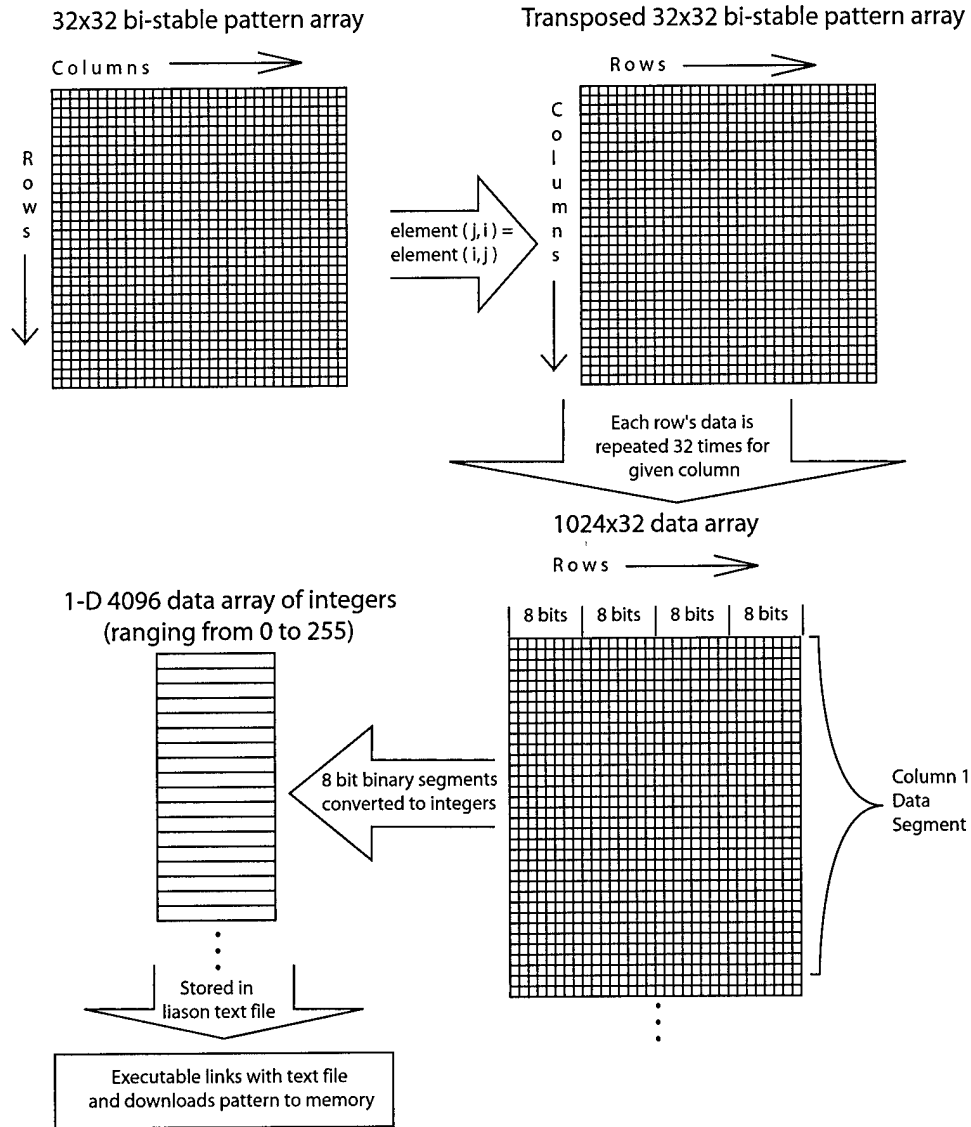 32x32 bi-stable pattern array
Transposed 32x32 bi-stable pattern array
Columns
Rows
Rows
Columns
element ( j, i ) =
element ( i, j )
Each row's data is
repeated 32 times for
given column
1024x32 data array
Rows
8 bits
8 bits
8 bits
8 bits
1-D 4096 data array of integers
(ranging from 0 to 255)
8 bit binary segments
converted to integers
Column 1
Data
Segment
Stored in
liason text file
Executable links with text file
and downloads pattern to memory